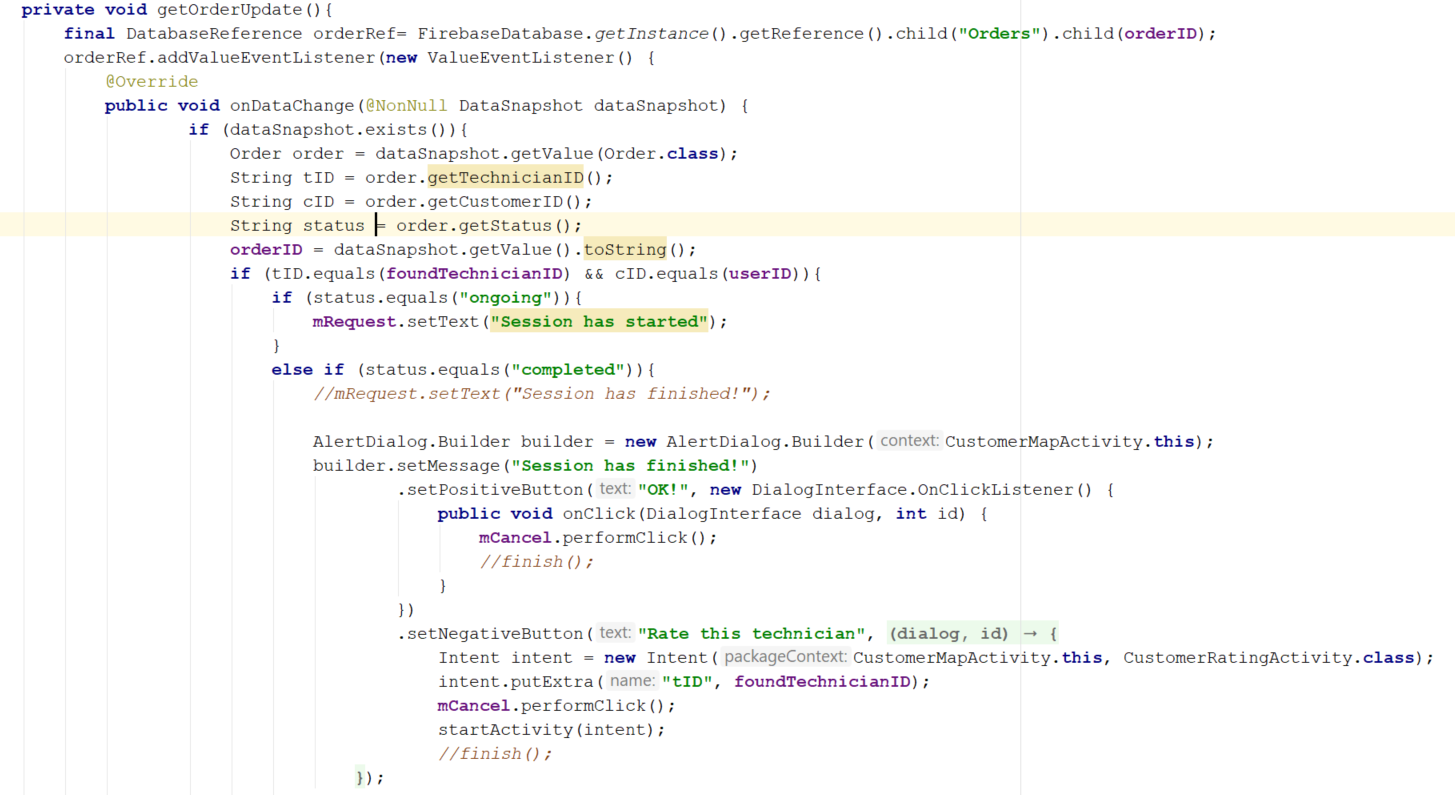 private void getOrderUpdate(){
final DatabaseReference orderRef= FirebaseDatabase.getInstance().getReference().child("Orders").child(orderID);
orderRef.addValueEventListener(new ValueEventListener() {
@Override
public void onDataChange(@NonNull DataSnapshot dataSnapshot) {
if (dataSnapshot.exists()){
Order order = dataSnapshot.getValue(Order.class);
String tID = order.getTechnicianID();
String cID = order.getCustomerID();
String status = order.getStatus();
orderID = dataSnapshot.getValue().toString();
if (tID.equals(foundTechnicianID) && cID.equals(userID)){
if (status.equals("ongoing")){
mRequest.setText("Session has started");
}
else if (status.equals("completed")){
//mRequest.setText("Session has finished!");
AlertDialog.Builder builder = new AlertDialog.Builder( context: CustomerMapActivity.this);
builder.setMessage("Session has finished!")
.setPositiveButton( text: "OK!", new DialogInterface.OnClickListener() {
public void onClick(DialogInterface dialog, int id) {
mCancel.performClick();
//finish();
}
})
.setNegativeButton( text: "Rate this technician", (dialog, id) → {
Intent intent = new Intent( packageContext: CustomerMapActivity.this, CustomerRatingActivity.class);
intent.putExtra( name: "tID", foundTechnicianID);
mCancel.performClick();
startActivity(intent);
//finish();
});